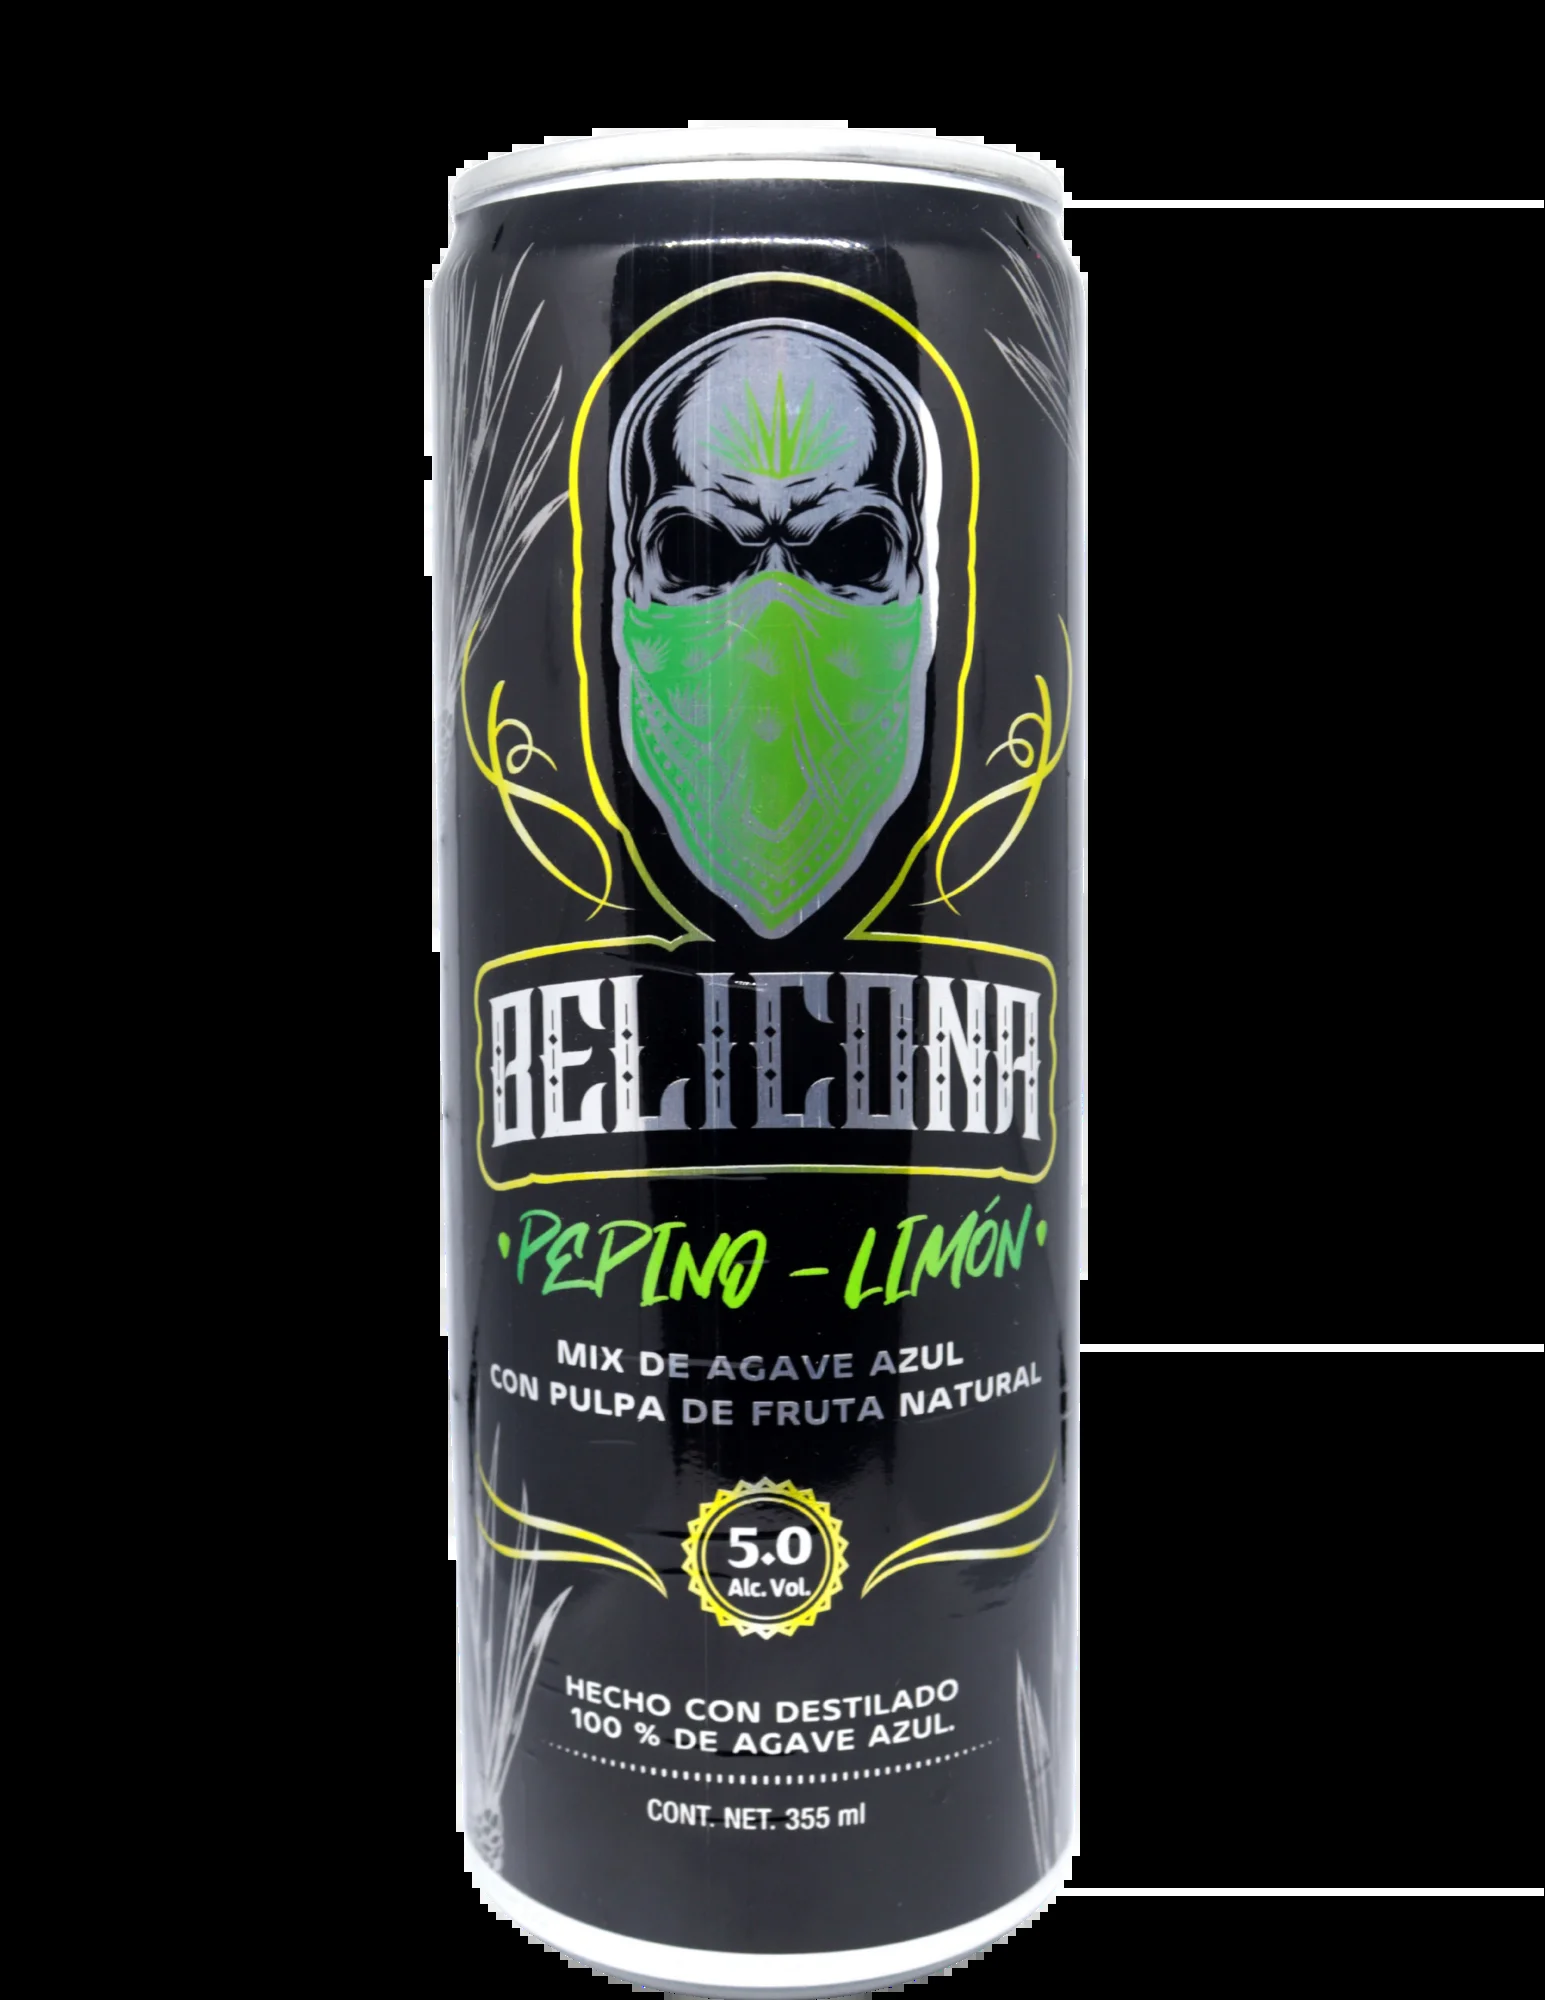 BELICONA
•PEPINO - LIMÓN•
MIX DE AGAVE AZUL
CON PULPA DE FRUTA NATURAL
5.0
Alc. Vol.
HECHO CON DESTILADO
100 % DE AGAVE AZUL.
CONT. NET. 355 ml